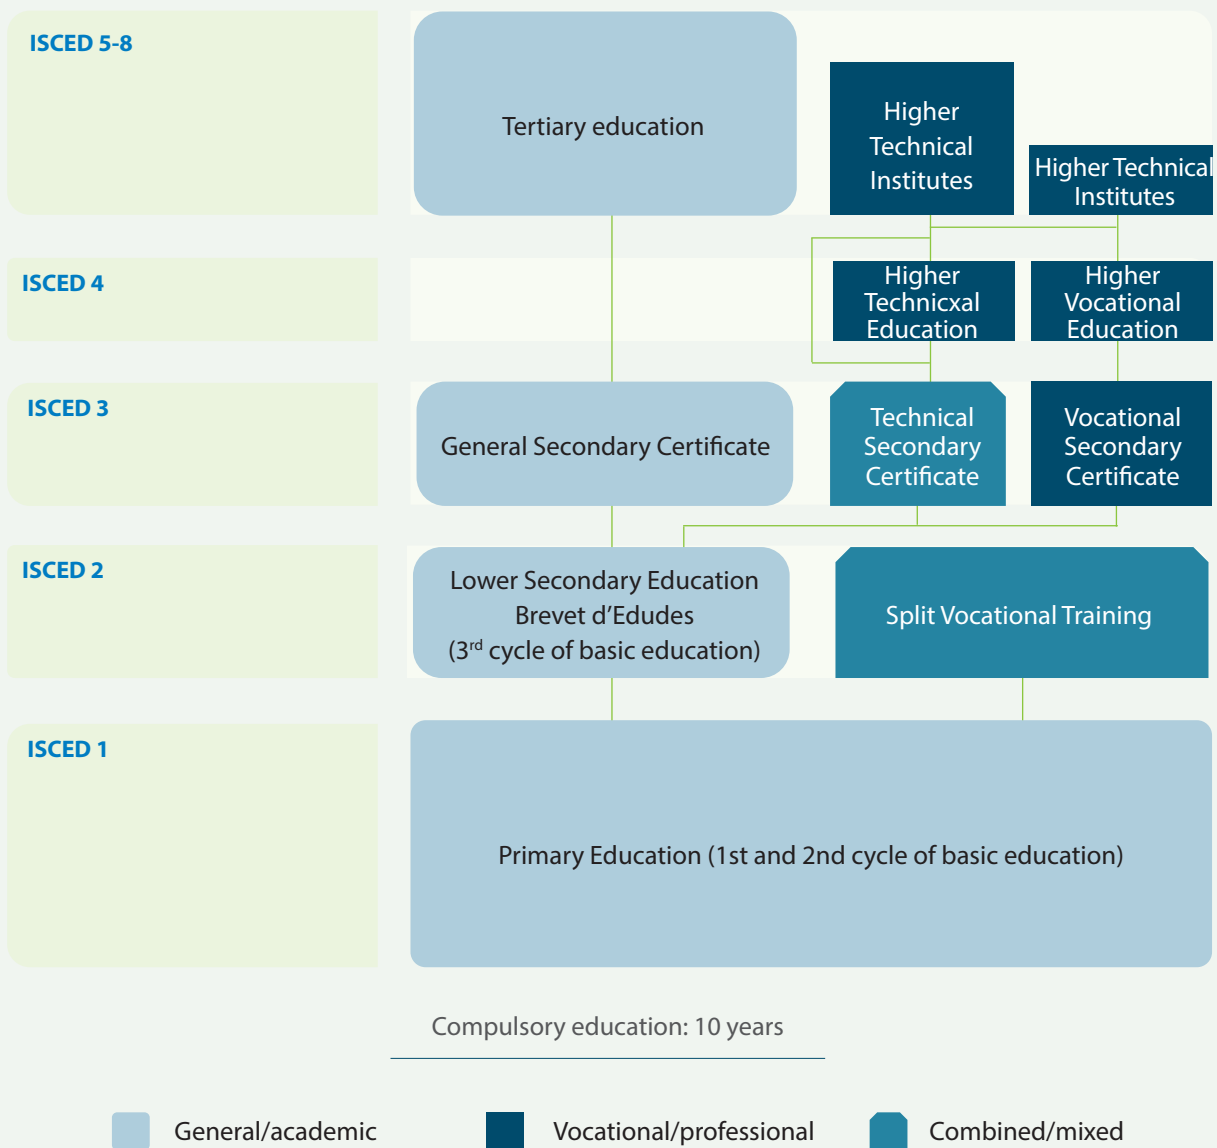 ISCED 5-8
Tertiary education
Higher
Technical
Institutes
Higher Technical
Institutes
ISCED 4
Higher
Technicxal
Education
Higher
Vocational
Education
ISCED 3
General Secondary Certificate
Technical
Secondary
Certificate
Vocational
Secondary
Certificate
ISCED 2
Lower Secondary Education
Brevet d’Edudes
(3rd cycle of basic education)
Split Vocational Training
ISCED 1
Primary Education (1st and 2nd cycle of basic education)
Compulsory education: 10 years
General/academic
Vocational/professional
Combined/mixed